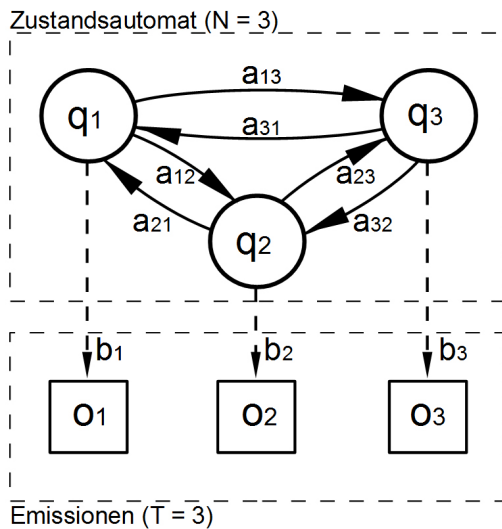 Zustandsautomat (N = 3)
a13
q1
q3
a31
a12
a23
a21
a32
q2
b1
b2
b3
o1
o2
o3
Emissionen (T = 3)